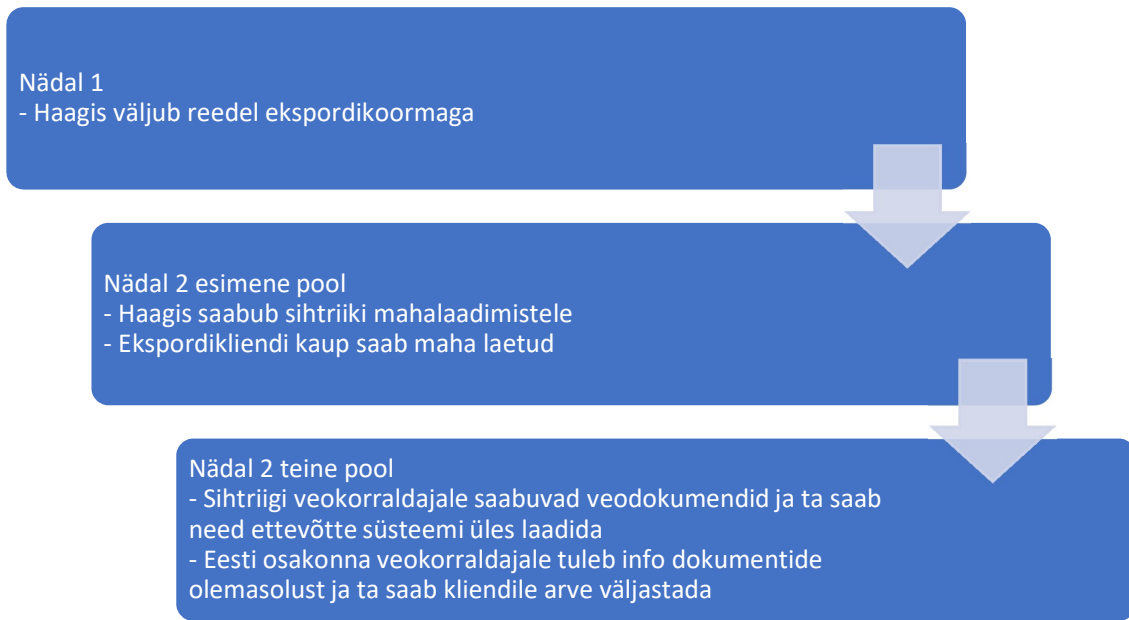 Nädal 1
- Haagis väljub reedel ekspordikoormaga
Nädal 2 esimene pool
- Haagis saabub sihtriiki mahalaadimistele
- Ekspordikliendi kaup saab maha laetud
Nädal 2 teine pool
- Sihtriigi veokorraldajale saabuvad veodokumendid ja ta saab
need ettevõtte süsteemi üles laadida
- Eesti osakonna veokorraldajale tuleb info dokumentide
olemasolust ja ta saab kliendile arve väljastada